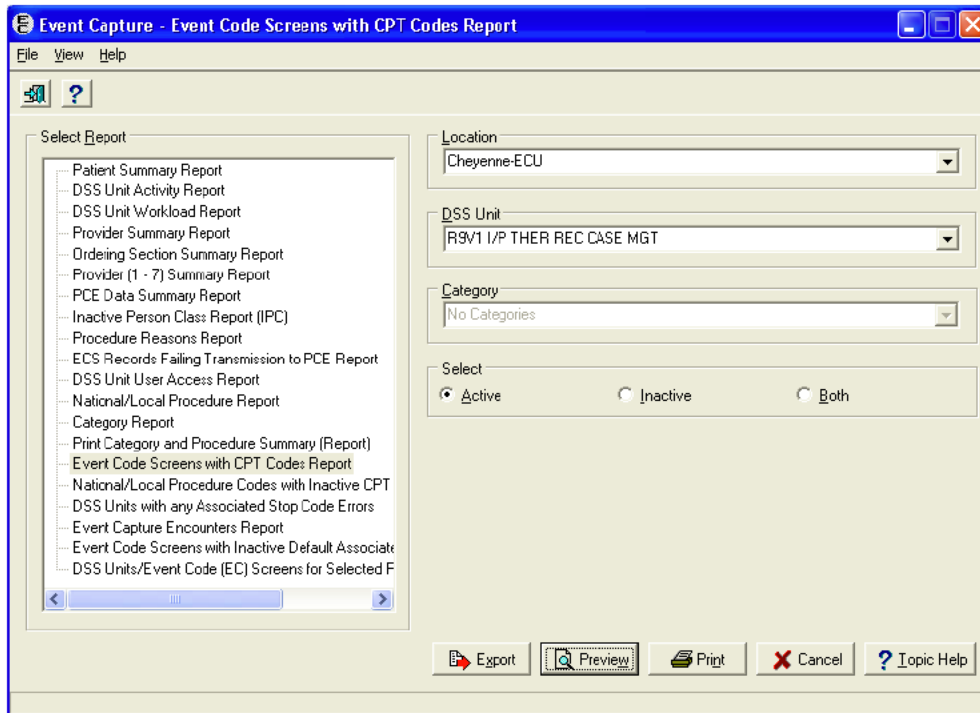 Event Capture - Event Code Screens with CPT Codes Report
File View Help
Select Report
Patient Summary Report
DSS Unit Activity Report
DSS Unit Workload Report
Provider Summary Report
Ordering Section Summary Report
Provider (1 - 7) Summary Report
PCE Data Summary Report
Inactive Person Class Report (IPC)
Procedure Reasons Report
ECS Records Failing Transmission to PCE Report
DSS Unit User Access Report
National/Local Procedure Report
Category Report
Print Category and Procedure Summary (Report)
Event Code Screens with CPT Codes Report
National/Local Procedure Codes with Inactive CPT
DSS Units with any Associated Stop Code Errors
Event Capture Encounters Report
Event Code Screens with Inactive Default Associate
DSS Units/Event Code (EC) Screens for Selected F
Location
Cheyenne-ECU
DSS Unit
R9V1 I/P THER REC CASE MGT
Category
No Categories
Select
Active Inactive Both
Export Preview Print Cancel ? Topic Help